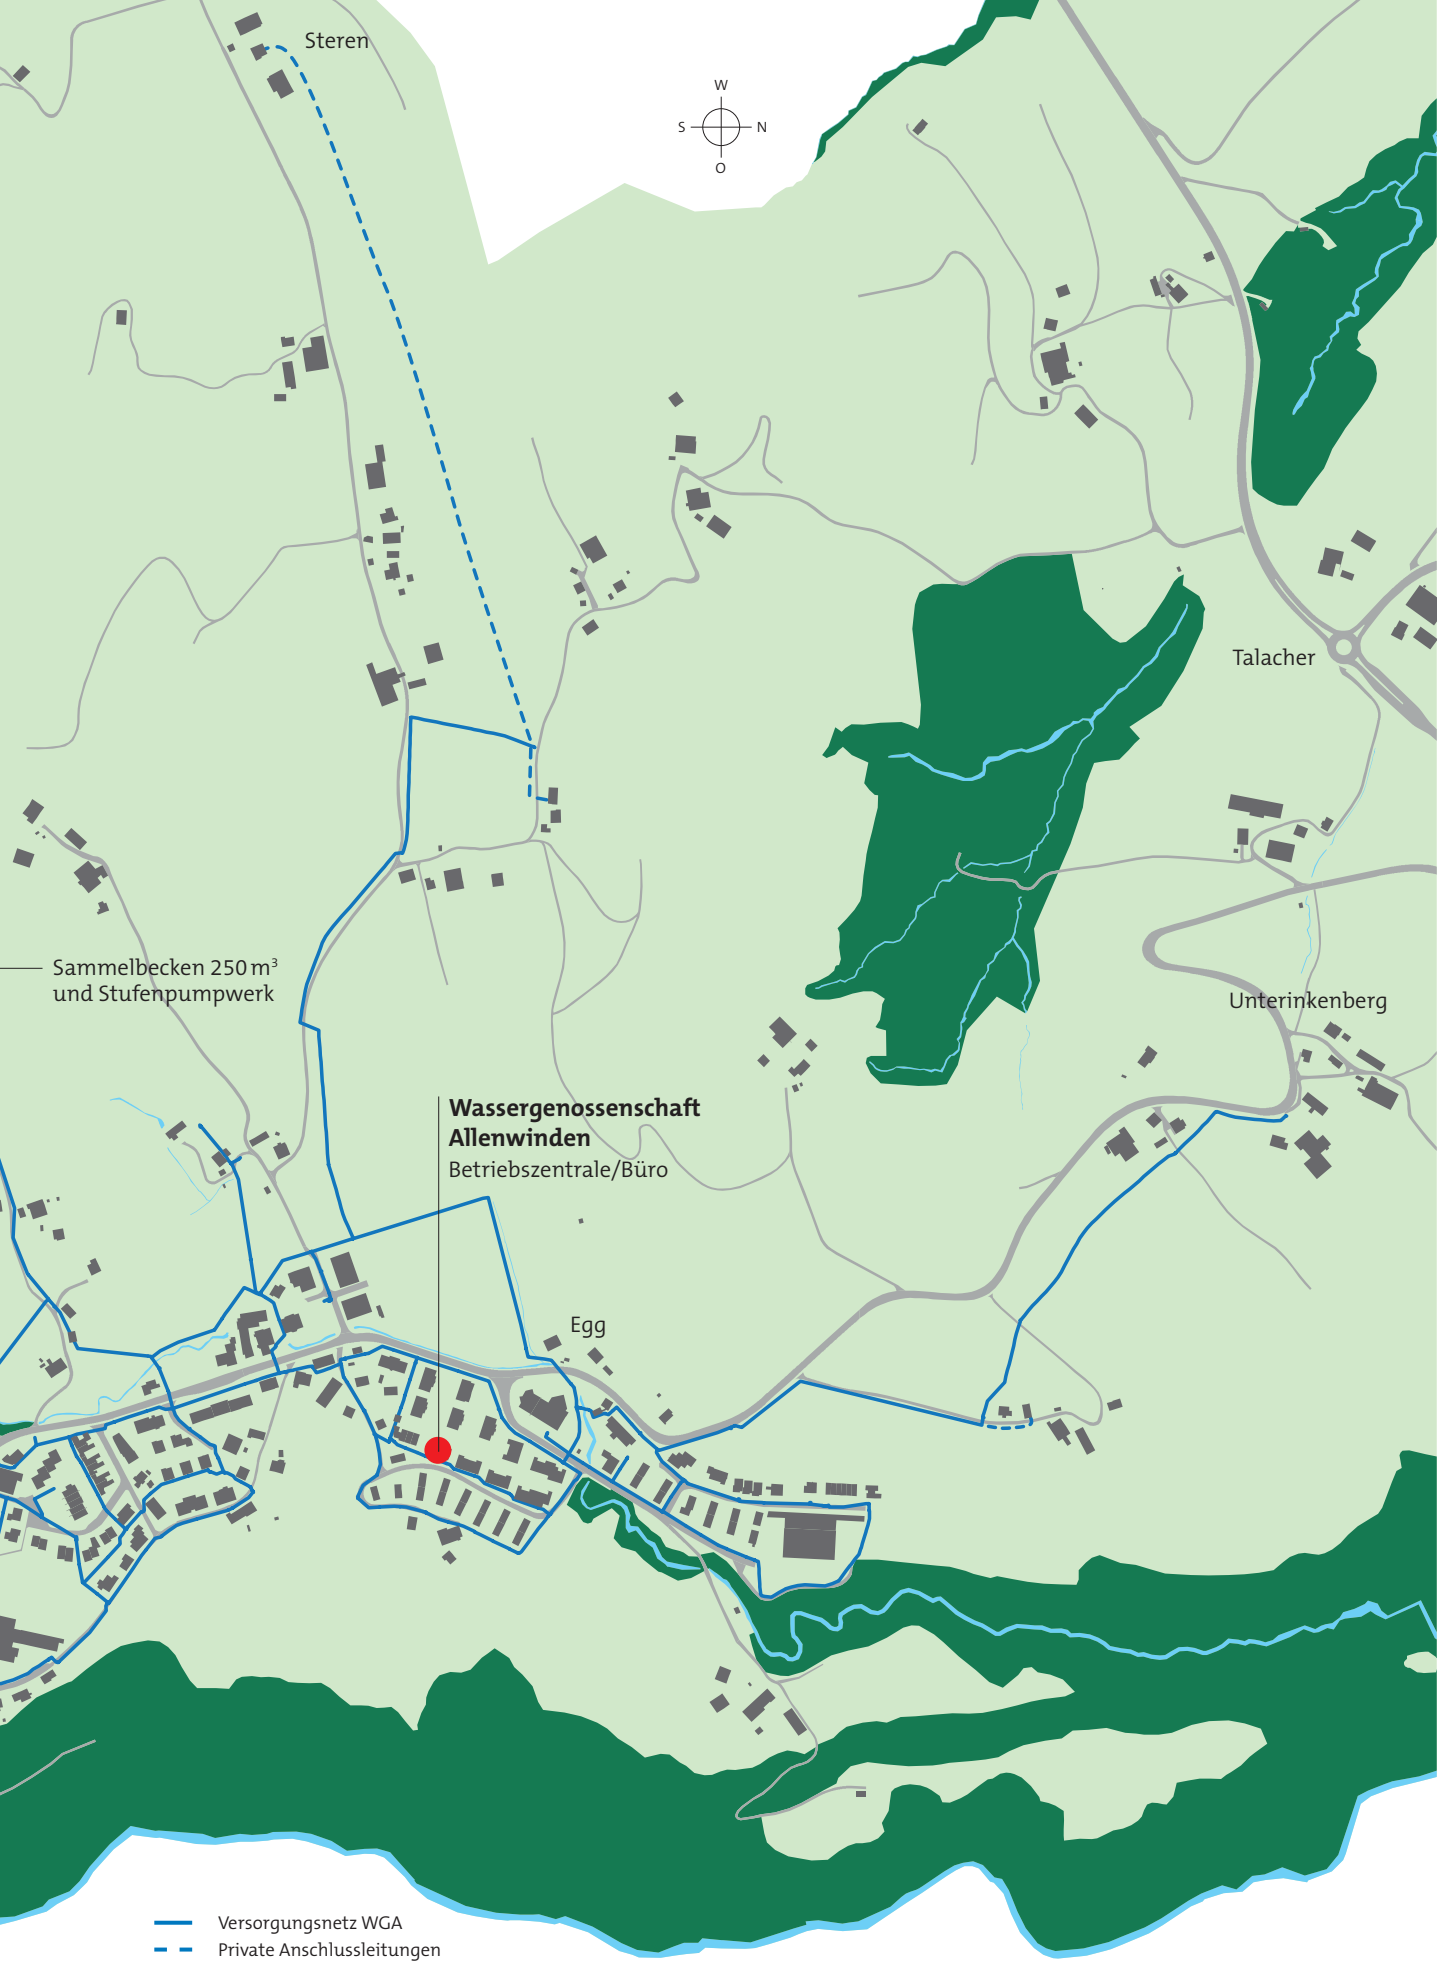 Steren
W
S
N
O
Talacher
Sammelbecken 250 m³
und Stufenpumpwerk
Unterinkenberg
Wassergenossenschaft
Allenwinden
Betriebszentrale/Büro
Egg
Versorgungsnetz WGA
Private Anschlussleitungen